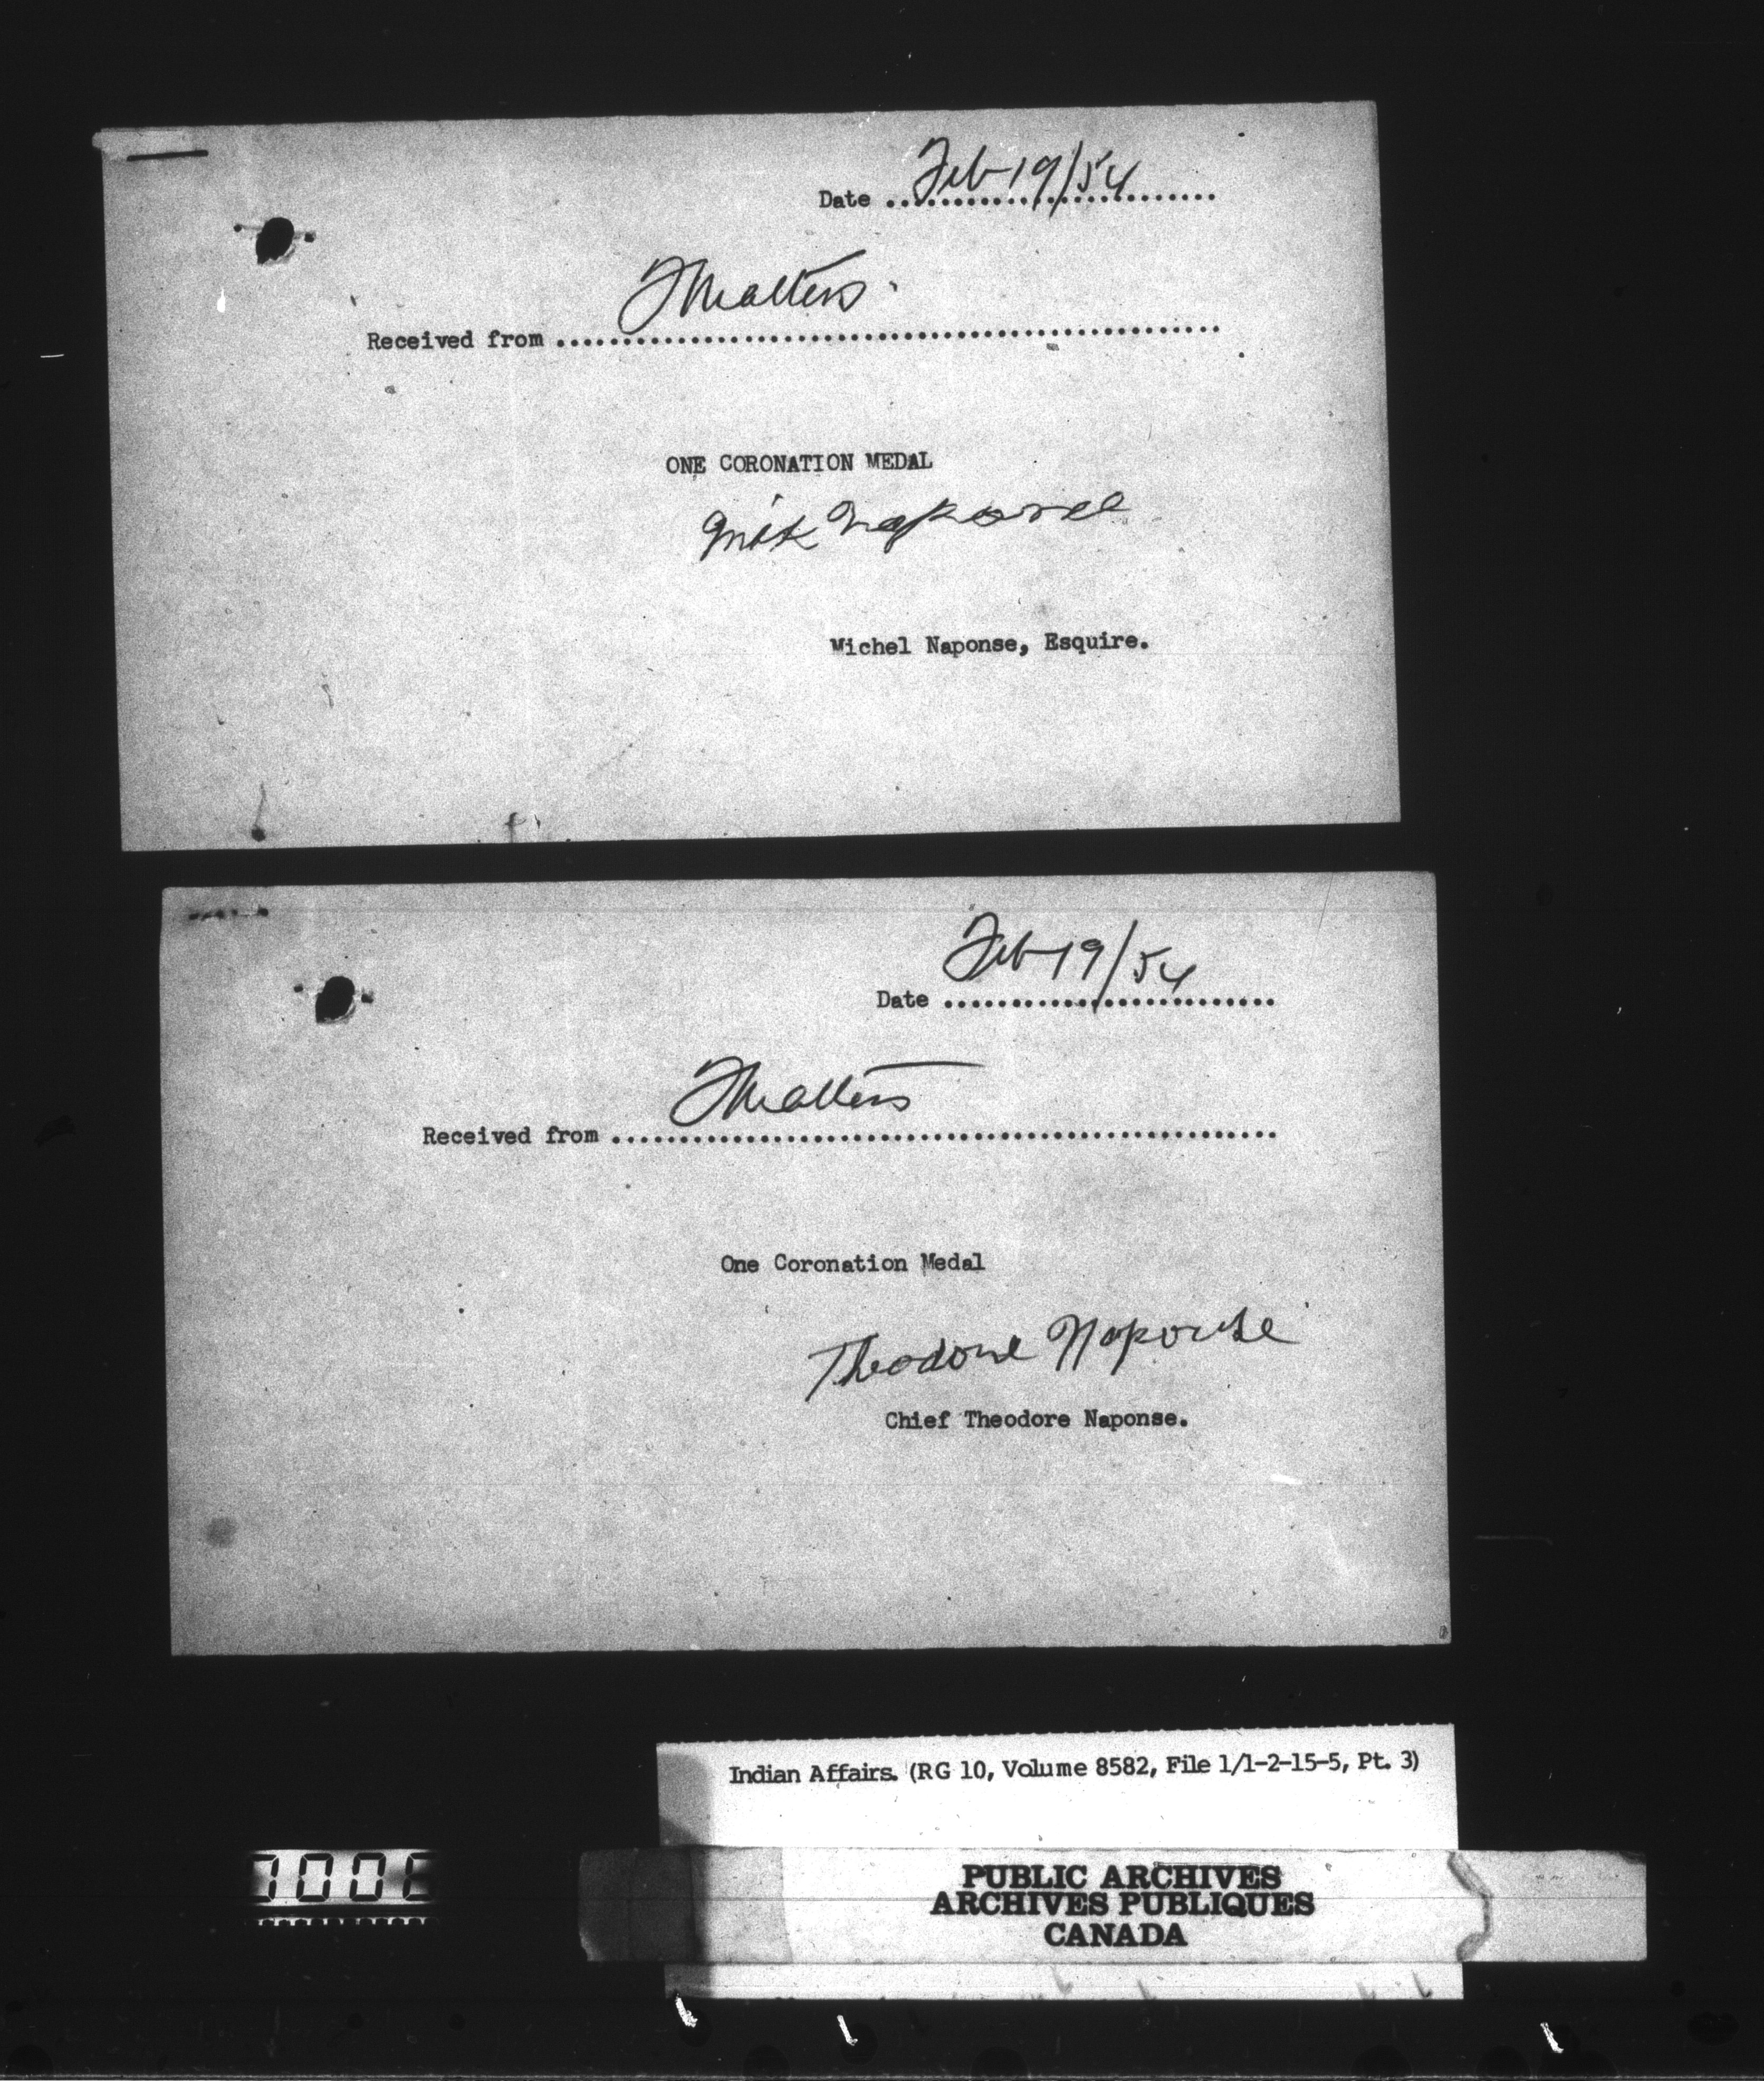 Date Feb 19/54
Received from F Matters
ONE CORONATION MEDAL
Naponse
Michel Naponse, Esquire.
Date Feb 19/54
Received from F Matters
One Coronation Medal
Theodore Naponse
Chief Theodore Naponse.
Indian Affairs. (RG 10, Volume 8582, File 1/1-2-15-5, Pt. 3)
PUBLIC ARCHIVES
ARCHIVES PUBLIQUES
CANADA